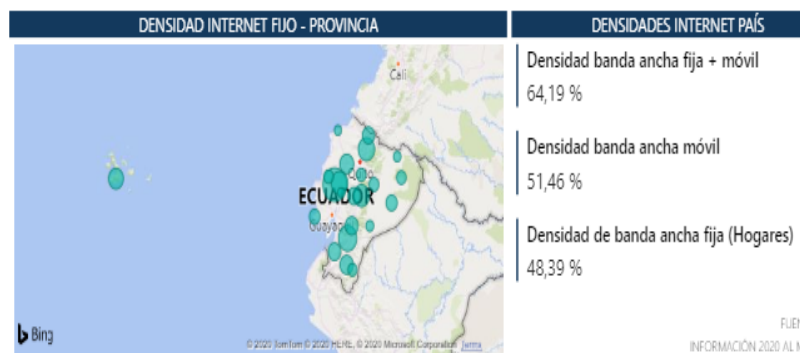 DENSIDAD INTERNET FIJO - PROVINCIA
DENSIDADES INTERNET PAÍS
Cali
ECUADOR
Densidad banda ancha fija + móvil
64,19 %
Densidad banda ancha móvil
51,46 %
Densidad de banda ancha fija (Hogares)
48,39 %
Bing
© 2020 TomTom © 2020 HERE, © 2020 Microsoft Corporation Terms
INFORMACIÓN 2020 AL